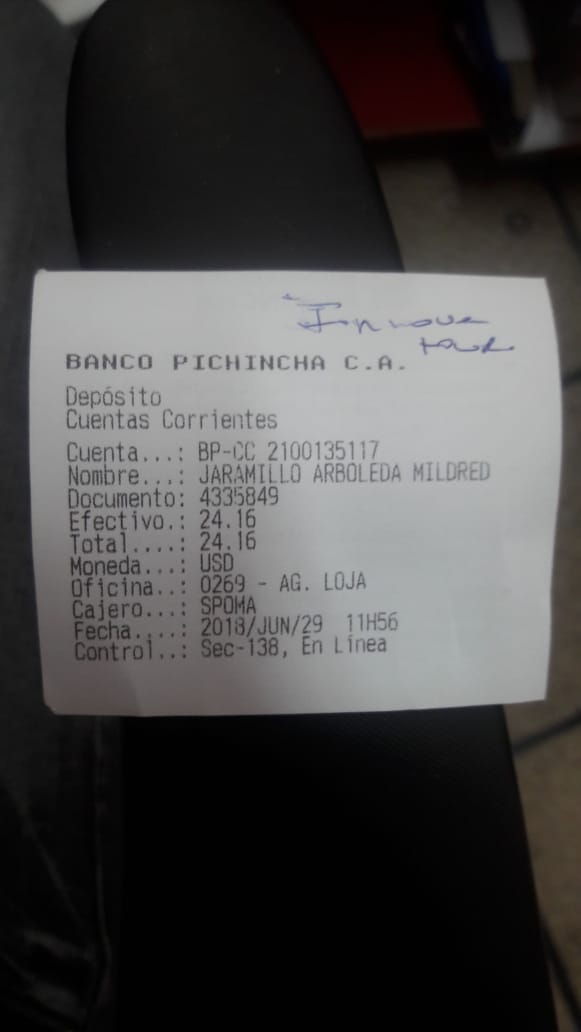 BANCO PICHINCHA C.A.
Depósito
Cuentas Corrientes
Cuenta...: BP-CC 2100135117
Nombre...: JARAMILLO ARBOLEDA MILDRED
Documento: 4335849
Efectivo.: 24.16
Total....: 24.16
Moneda...: USD
Oficina..: 0269 - AG. LOJA
Cajero...: SPOMA
Fecha....: 2018/JUN/29 11H56
Control..: Sec-138, En Línea